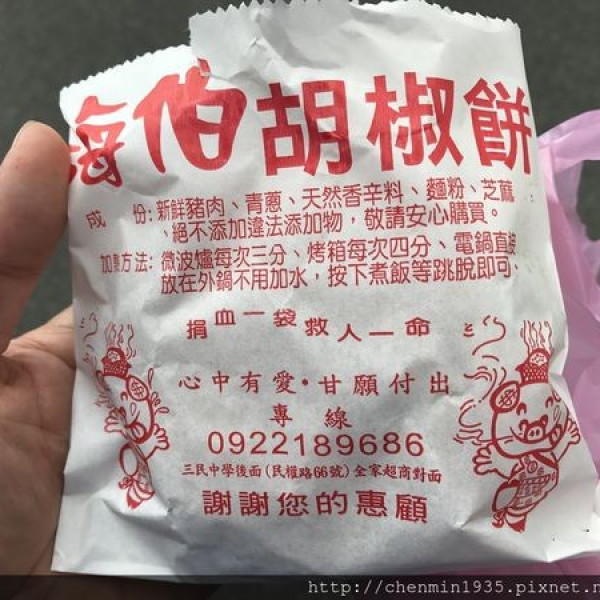 海伯胡椒餅
成 份:新鮮豬肉、青蔥、天然香辛料、麵粉、芝蔴
、絕不添加違法添加物,敬請安心購買。
加熱方法:微波爐每次三分、烤箱每次四分、電鍋直接
放在外鍋不用加水,按下煮飯等跳脫即可、
捐血一袋救人一命
心中有愛·甘願付出
專線
0922189686
三民中學後面(民權路66號)全家超商對面
謝謝您的惠顧
http://chenmin1935.pixnet.n